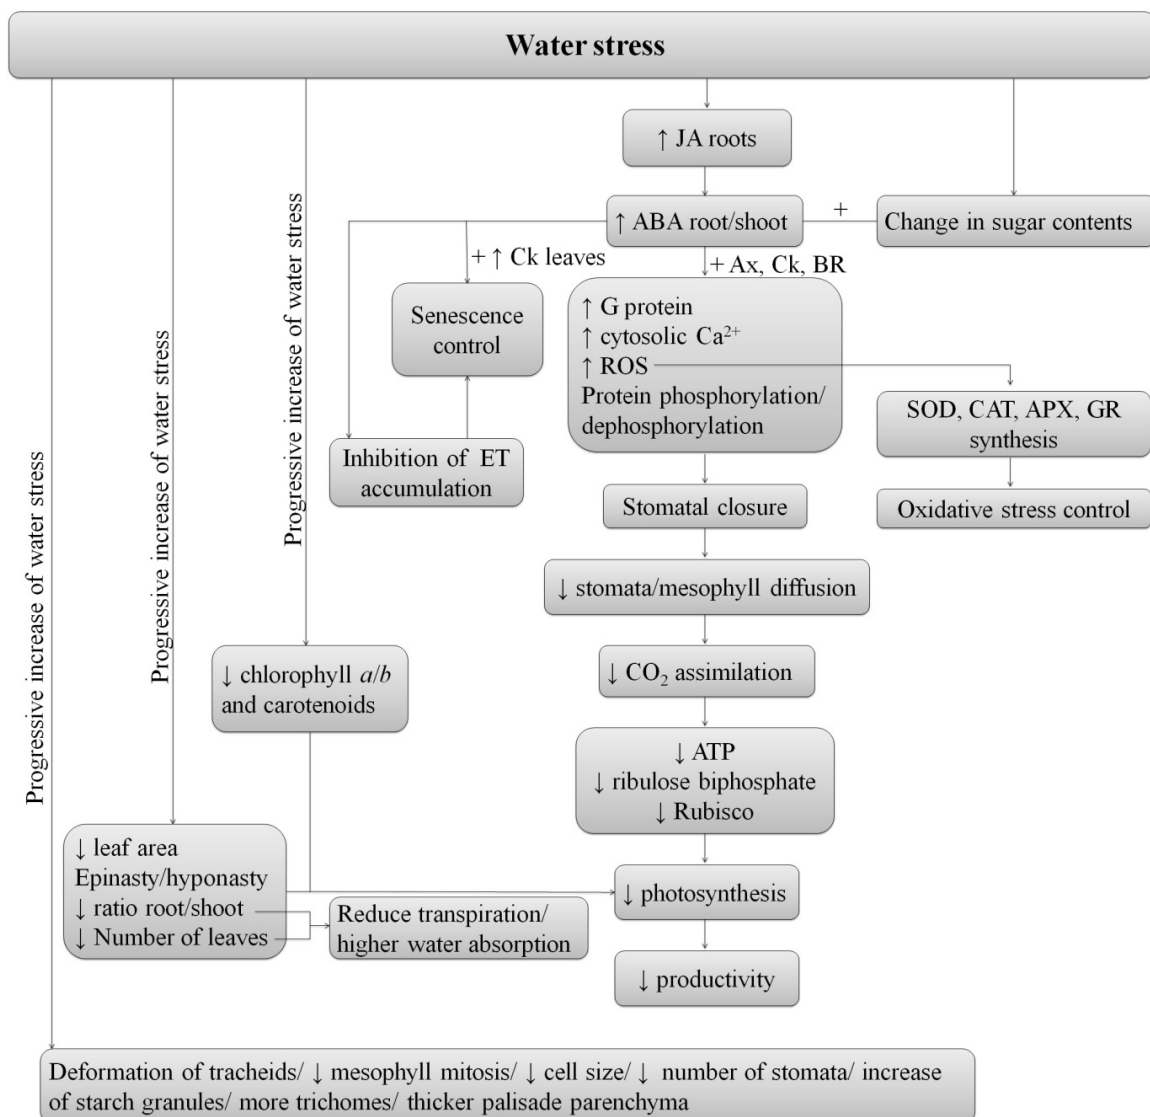 Water stress
↑ JA roots
↑ ABA root/shoot
+
Change in sugar contents
+ ↑ Ck leaves
+ Ax, Ck, BR
Senescence
control
↑ G protein
↑ cytosolic Ca²⁺
↑ ROS
Protein phosphorylation/
dephosphorylation
SOD, CAT, APX, GR
synthesis
Inhibition of ET
accumulation
Stomatal closure
Oxidative stress control
↓ stomata/mesophyll diffusion
Progressive increase of water stress
Progressive increase of water stress
Progressive increase of water stress
↓ chlorophyll a/b
and carotenoids
↓ CO₂ assimilation
↓ ATP
↓ ribulose biphosphate
↓ Rubisco
↓ leaf area
Epinasty/hyponasty
↓ ratio root/shoot
↓ Number of leaves
Reduce transpiration/
higher water absorption
↓ photosynthesis
↓ productivity
Deformation of tracheids/ ↓ mesophyll mitosis/ ↓ cell size/ ↓ number of stomata/ increase
of starch granules/ more trichomes/ thicker palisade parenchyma